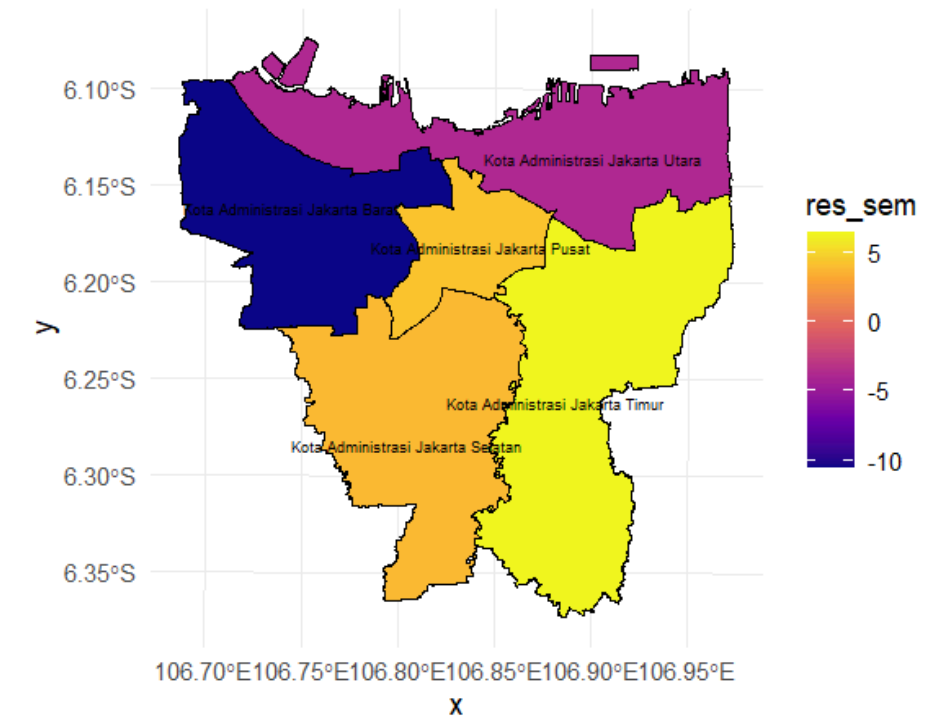 6.10°S
6.15°S
6.20°S
6.25°S
6.30°S
6.35°S
y
Kota Administrasi Jakarta Utara
Kota Administrasi Jakarta Barat
Kota Administrasi Jakarta Pusat
Kota Administrasi Jakarta Timur
Kota Administrasi Jakarta Selatan
106.70°E106.75°E106.80°E106.85°E106.90°E106.95°E
x
res_sem
5
0
-5
-10